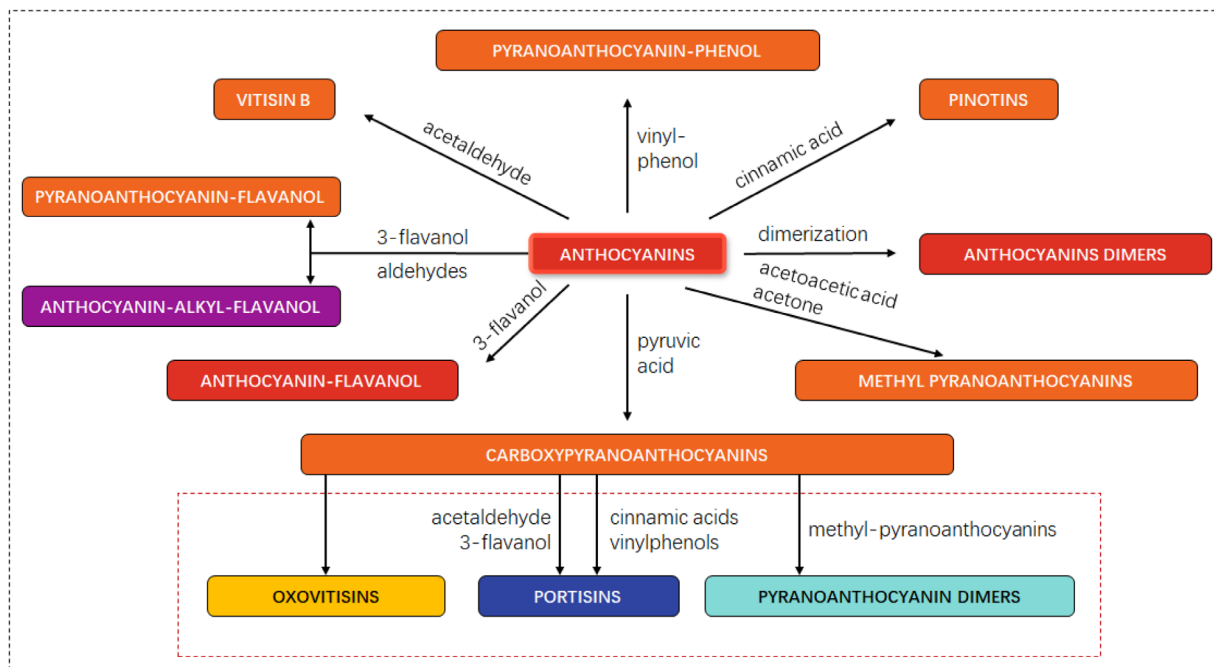 PYRANOANTHOCYANIN-PHENOL
VITISIN B
PINOTINS
acetaldehyde
vinyl-
phenol
cinnamic acid
PYRANOANTHOCYANIN-FLAVANOL
3-flavanol
aldehydes
ANTHOCYANINS
dimerization
ANTHOCYANINS DIMERS
ANTHOCYANIN-ALKYL-FLAVANOL
acetoacetic acid
acetone
3-flavanol
pyruvic
acid
ANTHOCYANIN-FLAVANOL
METHYL PYRANOANTHOCYANINS
CARBOXYPYRANOANTHOCYANINS
acetaldehyde
3-flavanol
cinnamic acids
vinylphenols
methyl-pyranoanthocyanins
OXOVITISINS
PORTISINS
PYRANOANTHOCYANIN DIMERS